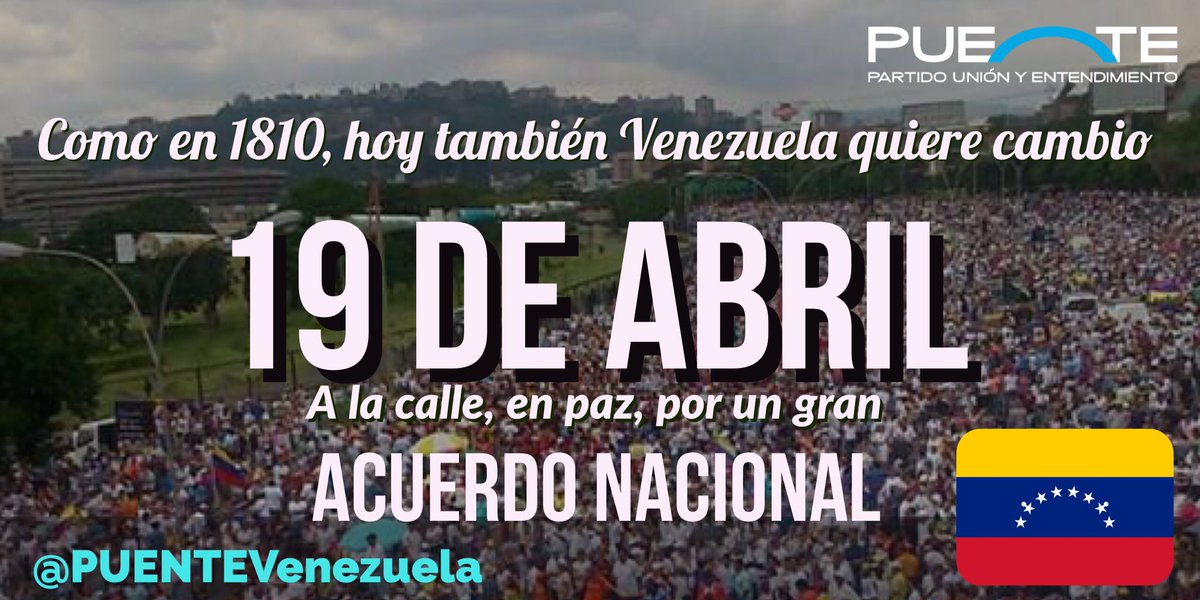 PUENTE
PARTIDO UNIÓN Y ENTENDIMIENTO
Como en 1810, hoy también Venezuela quiere cambio
19 DE ABRIL
A la calle, en paz, por un gran
ACUERDO NACIONAL
@PUENTEVenezuela